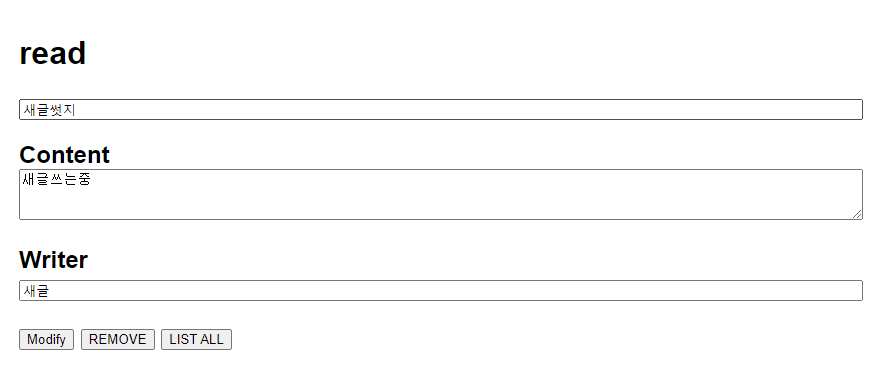 read
새글썻지
Content
새글쓰는중
Writer
새글
Modify REMOVE LIST ALL